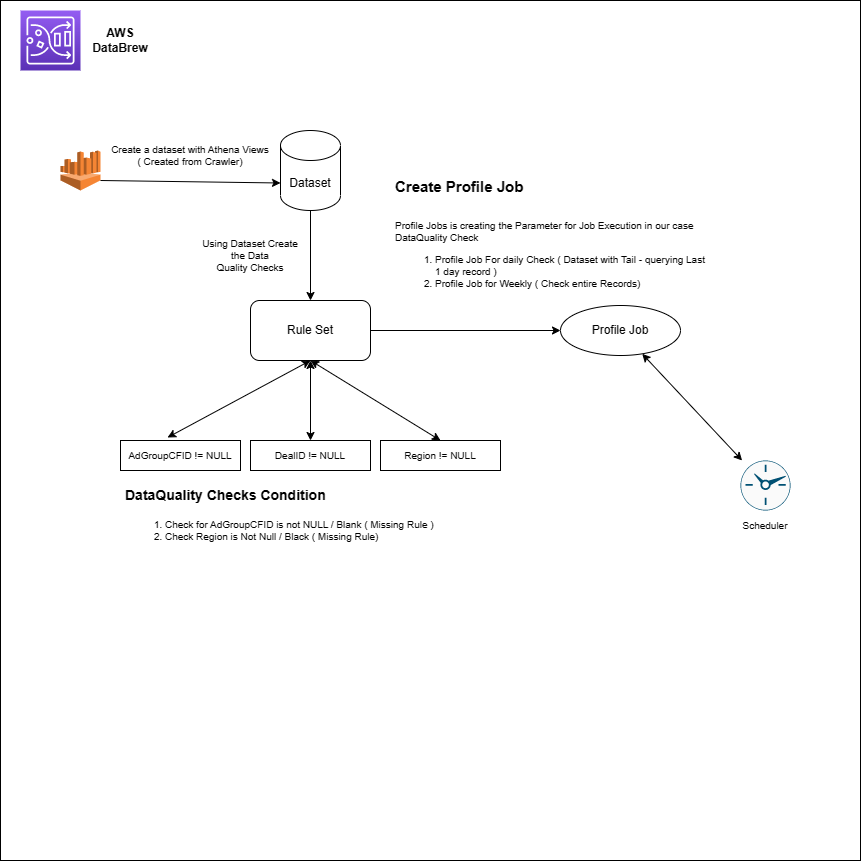 AWS
DataBrew
Create a dataset with Athena Views
( Created from Crawler)
Dataset
Create Profile Job
Profile Jobs is creating the Parameter for Job Execution in our case
DataQuality Check
1. Profile Job For daily Check ( Dataset with Tail - querying Last
1 day record )
2. Profile Job for Weekly ( Check entire Records)
Using Dataset Create
the Data
Quality Checks
Rule Set
Profile Job
AdGroupCFID != NULL
DealID != NULL
Region != NULL
DataQuality Checks Condition
1. Check for AdGroupCFID is not NULL / Blank ( Missing Rule )
2. Check Region is Not Null / Black ( Missing Rule)
Scheduler